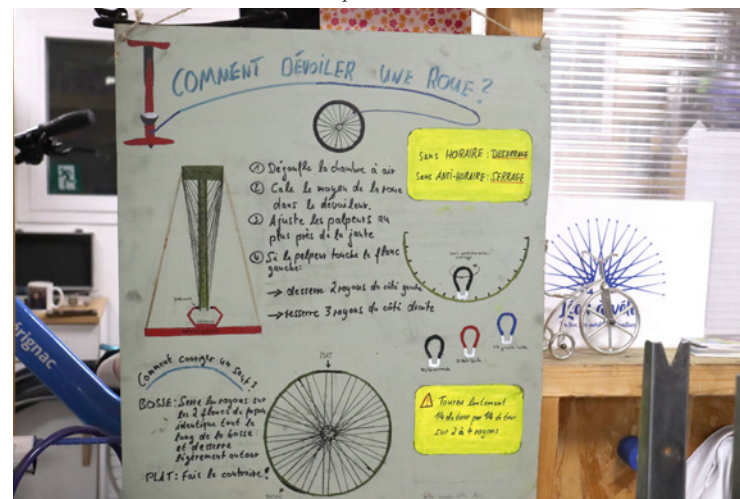 COMMENT DÉVOILER UNE ROUE ?
① Dégonfle la chambre à air
② Cale le moyeu de la roue
dans le dévoileur.
③ Ajuste les palpeurs au
plus près de la jante
④ Si le palpeur touche le flanc
gauche:
→ desserre 2 rayons du côté gauche
→ resserre 3 rayons du côté droite
Sens HORAIRE : DESSERRAGE
Sens ANTI-HORAIRE : SERRAGE
Comment corriger un saut ?
BOSSE : Serre les rayons sur
les 2 flancs de façon
identique tout le
long de la bosse
et desserre
légèrement autour
PLAT : Fais le contraire !
PLAT
⚠ Tourne lentement
1/4 de tour par 1/4 de tour
sur 2 à 4 rayons
rignac